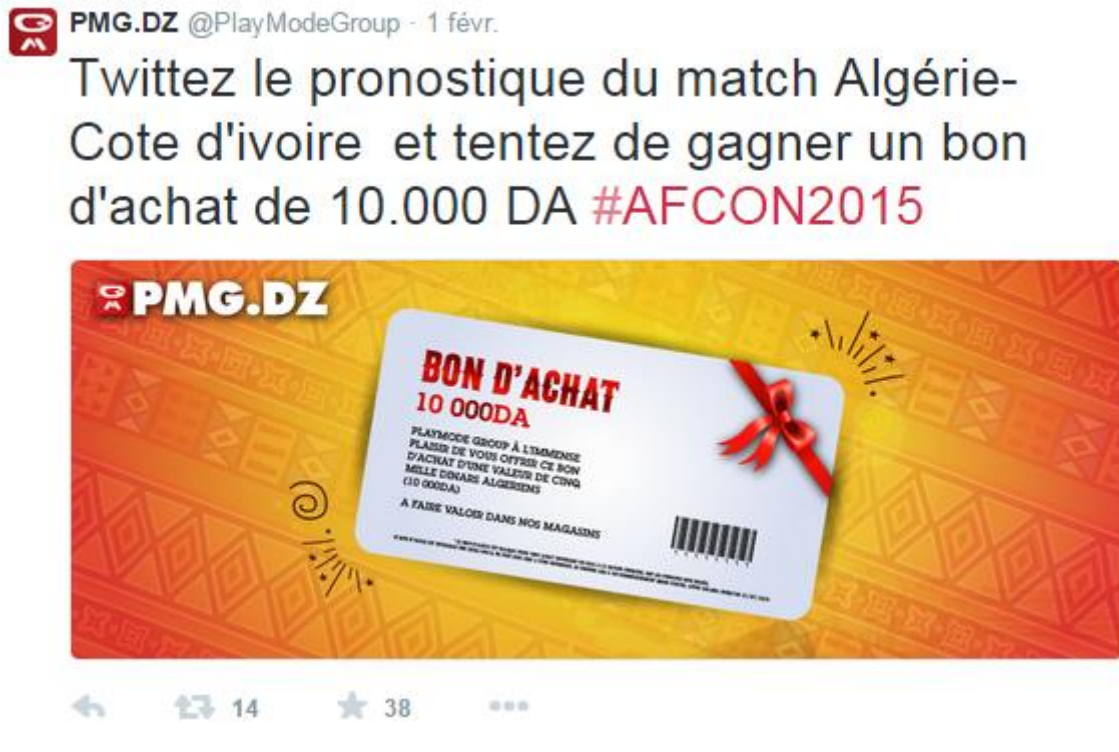 PMG.DZ @PlayModeGroup · 1 févr.
Twittez le pronostique du match Algérie-
Cote d'ivoire et tentez de gagner un bon
d'achat de 10.000 DA #AFCON2015
PMG.DZ
BON D'ACHAT
10 000DA
PLAYMODE GROUP À L'IMMENSE
PLAISIR DE VOUS OFFRIR CE BON
D'ACHAT D'UNE VALEUR DE CINQ
MILLE DINARS ALGERIENS
(10 000DA)
A FAIRE VALOIR DANS NOS MAGASINS
14 38